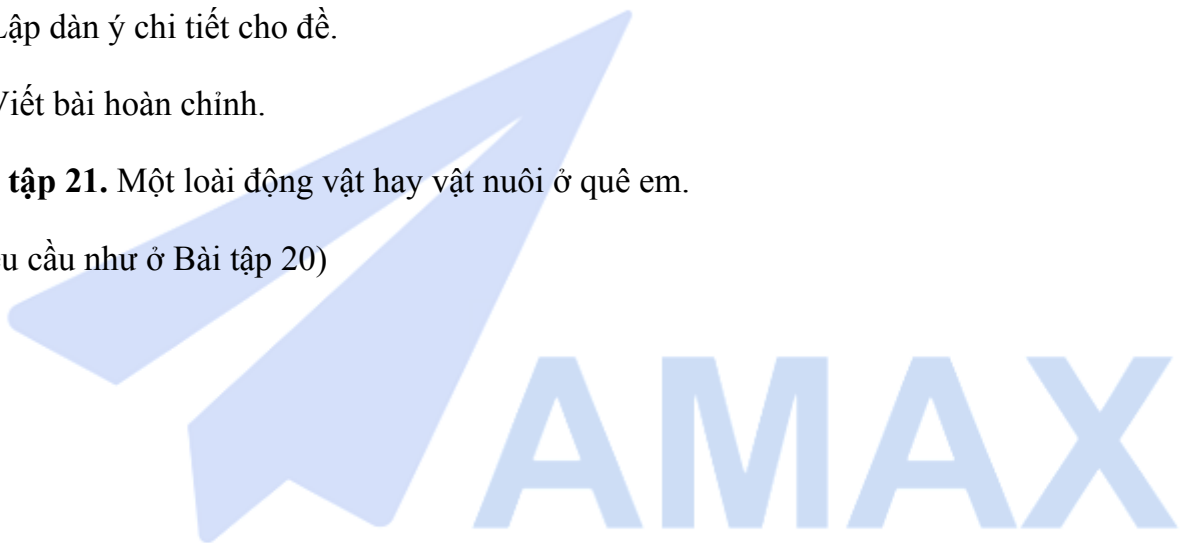 Lập dàn ý chi tiết cho đề.
Viết bài hoàn chỉnh.
tập 21. Một loài động vật hay vật nuôi ở quê em.
u cầu như ở Bài tập 20)
AMAX